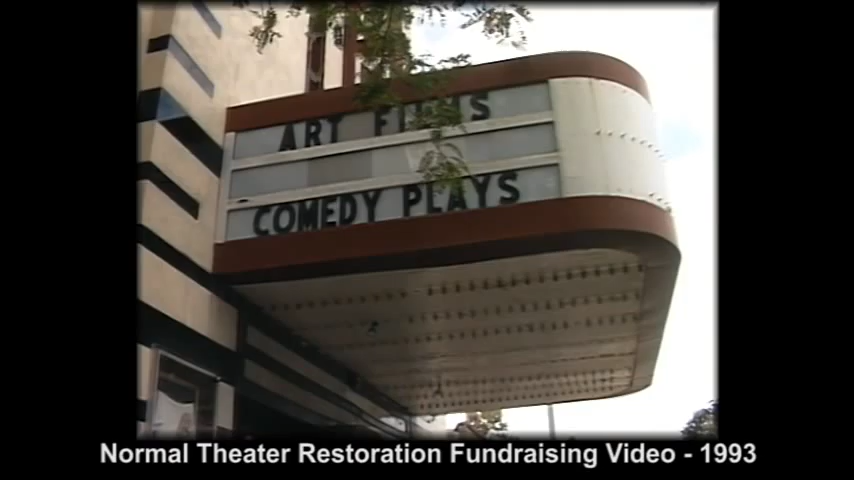 ART FILMS
COMEDY PLAYS
Normal Theater Restoration Fundraising Video - 1993